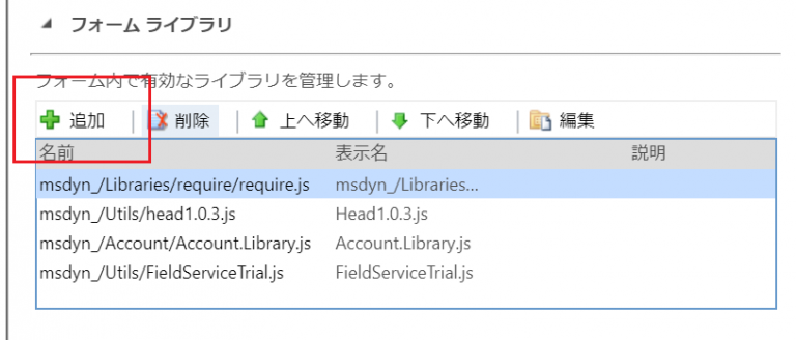 フォーム ライブラリ
フォーム内で有効なライブラリを管理します。
追加 削除 上へ移動 下へ移動 編集
名前 表示名 説明
msdyn_/Libraries/require/require.js msdyn_/Libraries...
msdyn_/Utils/head1.0.3.js Head1.0.3.js
msdyn_/Account/Account.Library.js Account.Library.js
msdyn_/Utils/FieldServiceTrial.js FieldServiceTrial.js